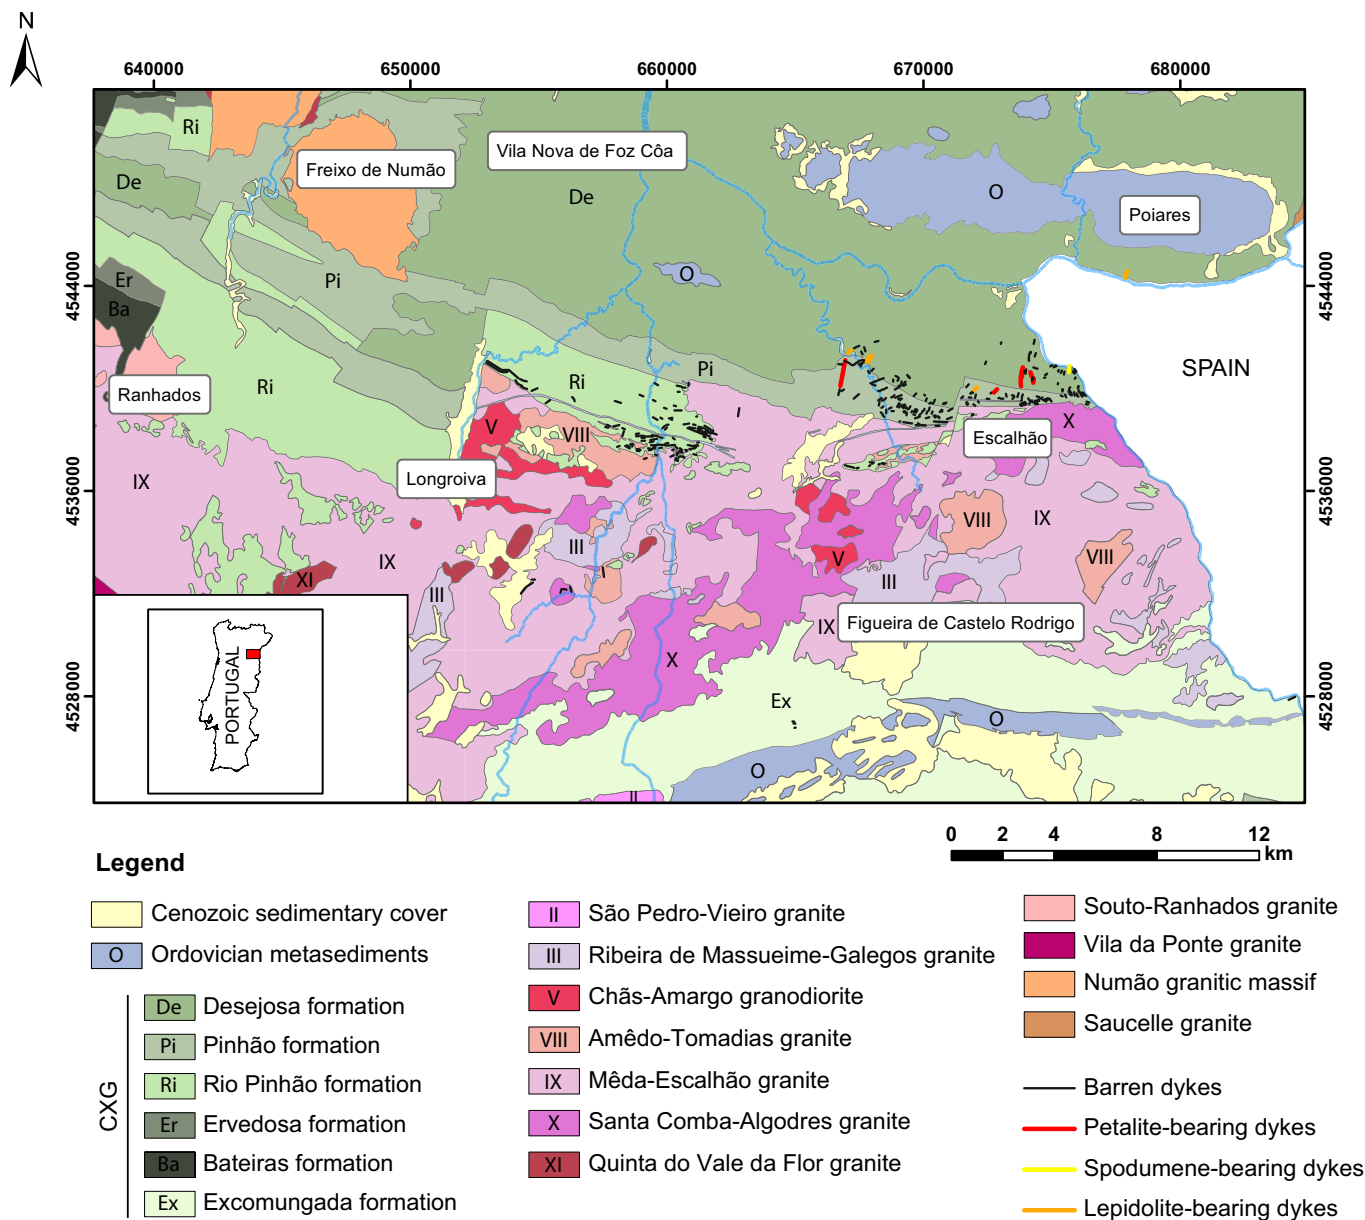 N
640000 650000 660000 670000 680000
Ri
Freixo de Numão
Vila Nova de Foz Côa
De
De
O
Poiares
Er
Pi
O
4544000
4544000
Ba
Ranhados
Ri
Ri
Pi
I
SPAIN
V
VIII
Escalhão
X
Longroiva
IX
4536000
4536000
VIII
IX
III
IX
V
VIII
XI
III
III
Figueira de Castelo Rodrigo
IX
X
PORTUGAL
Ex
4528000
4528000
O
O
II
0 2 4 8 12
km
Legend
Cenozoic sedimentary cover
O Ordovician metasediments
CXG
De Desejosa formation
Pi Pinhão formation
Ri Rio Pinhão formation
Er Ervedosa formation
Ba Bateiras formation
Ex Excomungada formation
II São Pedro-Vieiro granite
III Ribeira de Massueime-Galegos granite
V Chãs-Amargo granodiorite
VIII Amêdo-Tomadias granite
IX Mêda-Escalhão granite
X Santa Comba-Algodres granite
XI Quinta do Vale da Flor granite
Souto-Ranhados granite
Vila da Ponte granite
Numão granitic massif
Saucelle granite
Barren dykes
Petalite-bearing dykes
Spodumene-bearing dykes
Lepidolite-bearing dykes